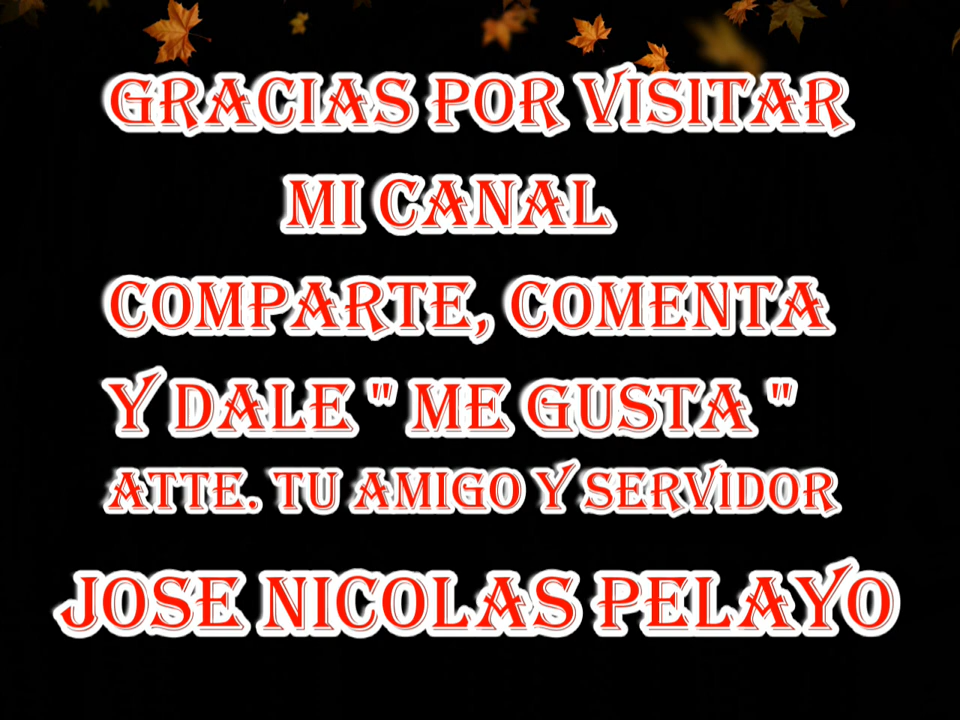 GRACIAS POR VISITAR
MI CANAL
COMPARTE, COMENTA
Y DALE " ME GUSTA "
ATTE. TU AMIGO Y SERVIDOR
JOSE NICOLAS PELAYO